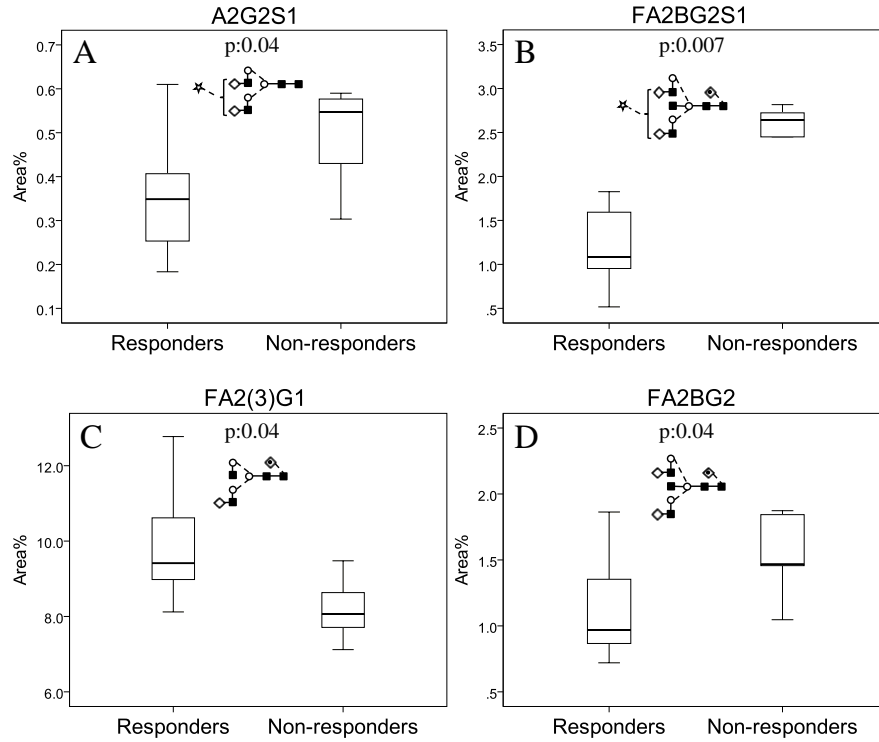 A2G2S1
A
p:0.04
0.7
0.6
0.5
0.4
0.3
0.2
0.1
Area%
Responders
Non-responders
FA2BG2S1
B
p:0.007
3.5
3.0
2.5
2.0
1.5
1.0
.5
Area%
Responders
Non-responders
FA2(3)G1
C
p:0.04
12.0
10.0
8.0
6.0
Area%
Responders
Non-responders
FA2BG2
D
p:0.04
2.5
2.0
1.5
1.0
.5
Area%
Responders
Non-responders